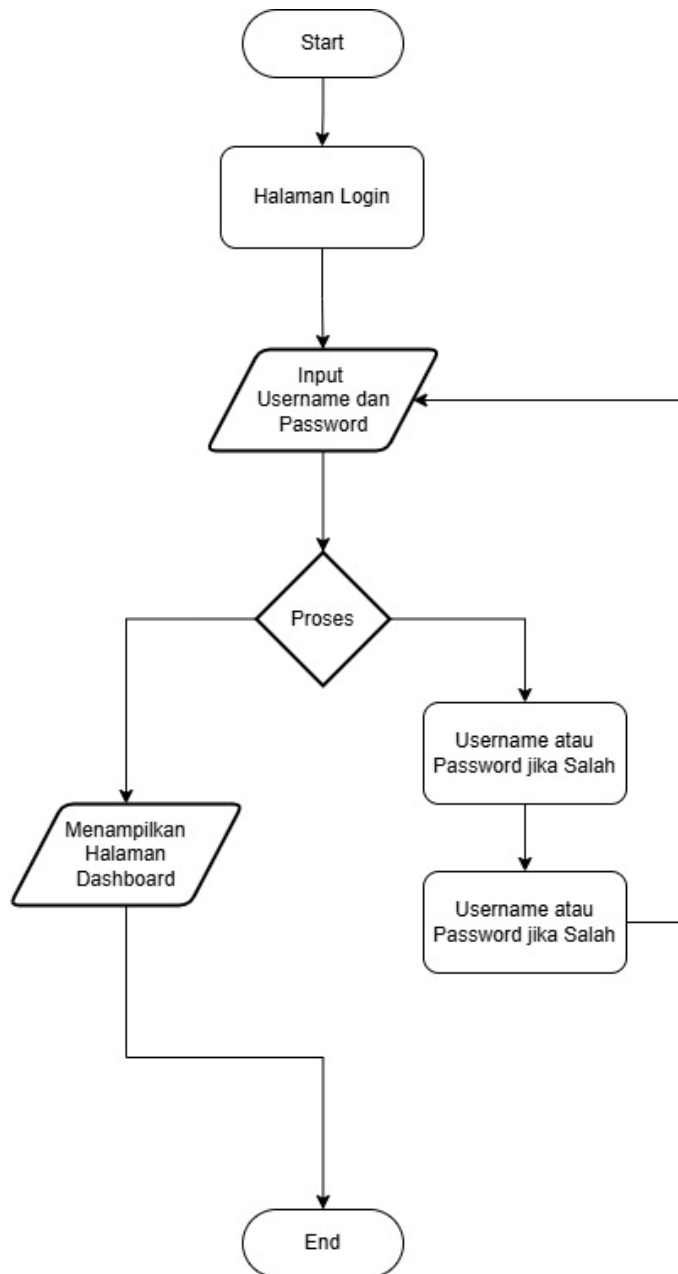 Start
Halaman Login
Input
Username dan
Password
Proses
Username atau
Password jika Salah
Menampilkan
Halaman
Dashboard
Username atau
Password jika Salah
End